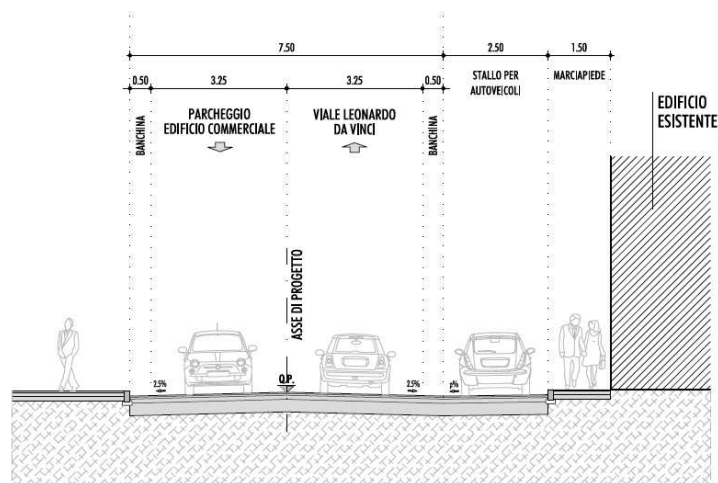 7.50
2.50
1.50
0.50
3.25
3.25
0.50
STALLO PER
AUTOVEICOLI
MARCIAPIEDE
BANCHINA
PARCHEGGIO
EDIFICIO COMMERCIALE
VIALE LEONARDO
DA VINCI
BANCHINA
EDIFICIO
ESISTENTE
ASSE DI PROGETTO
Q.P.
2.5%
2.5%
p%